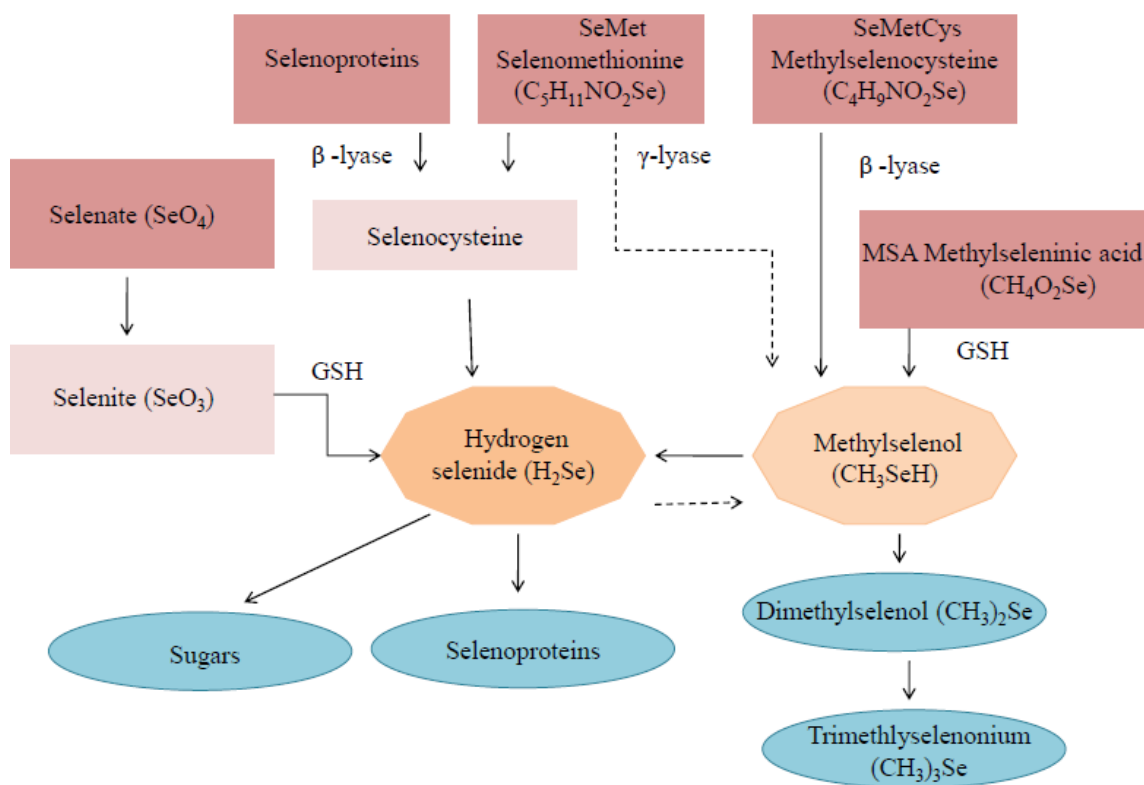 Selenoproteins
SeMet
Selenomethionine
(C₅H₁₁NO₂Se)
SeMetCys
Methylselenocysteine
(C₄H₉NO₂Se)
β -lyase
γ-lyase
β -lyase
Selenate (SeO₄)
Selenocysteine
MSA Methylseleninic acid
(CH₄O₂Se)
GSH
GSH
Selenite (SeO₃)
Hydrogen
selenide (H₂Se)
Methylselenol
(CH₃SeH)
Dimethylselenol (CH₃)₂Se
Sugars
Selenoproteins
Trimethlyselenonium
(CH₃)₃Se